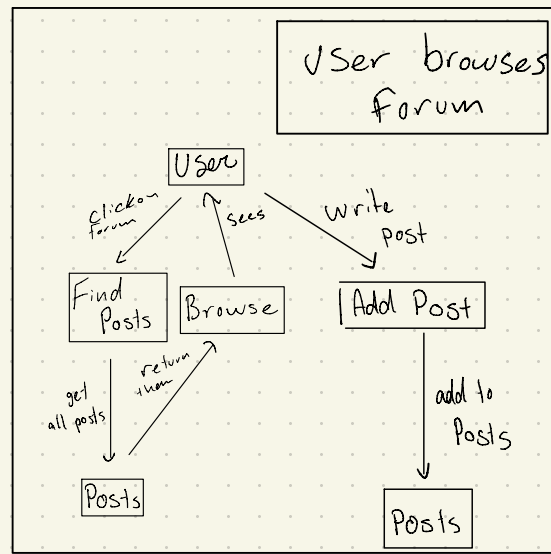 User browses
Forum
User
click on
forum
sees
write
post
Find
Posts
Browse
Add Post
get
all posts
return
them
add to
Posts
Posts
Posts